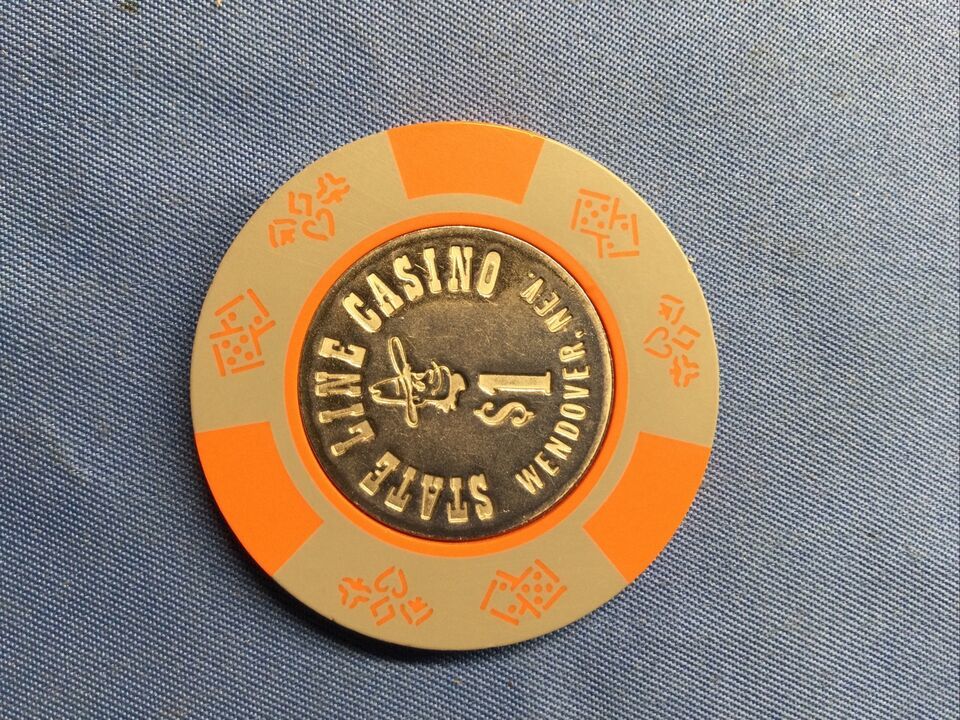 STATE LINE CASINO
$1
WENDOVER, NEV.